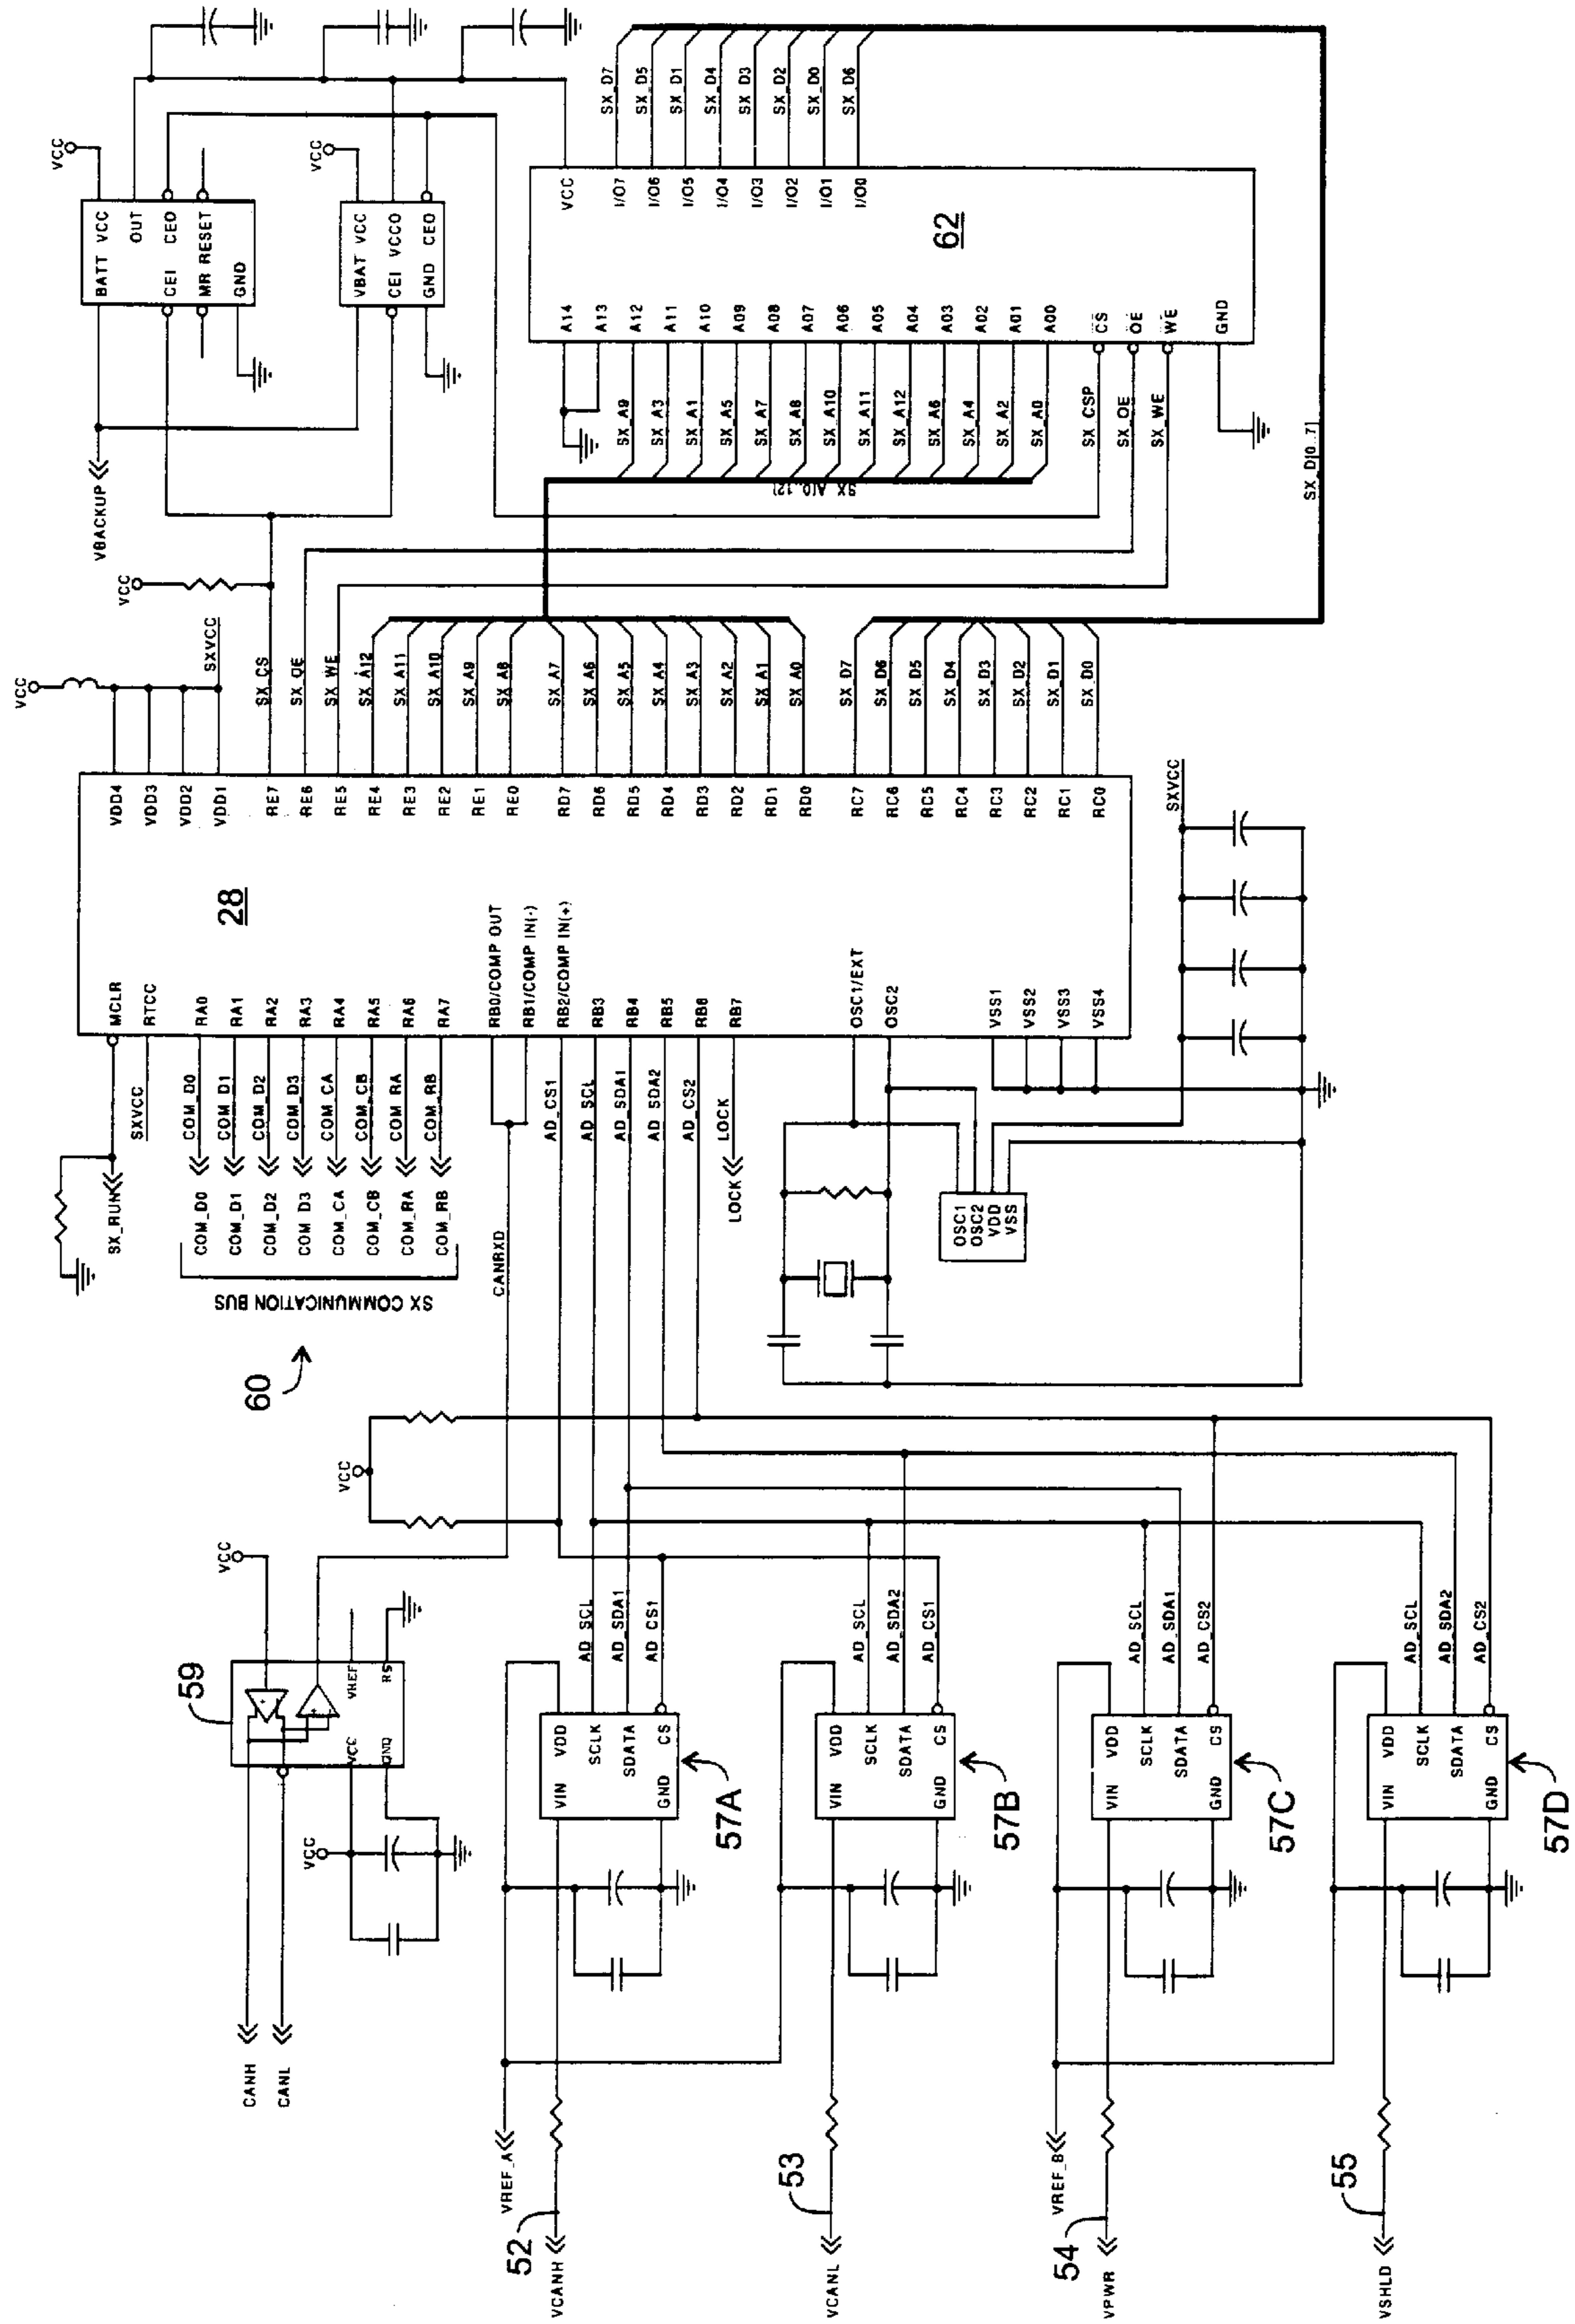 VCC
BATT VCC
OUT
CEI CEO
MR RESET
GND
VCC
VBAT VCC
CEI VCCO
GND CEO
VBACKUP
VCC
VCC
SXVCC
VCC
I/O7
I/O6
I/O5
I/O4
I/O3
I/O2
I/O1
I/O0
SX_D7
SX_D5
SX_D1
SX_D4
SX_D3
SX_D2
SX_D0
SX_D6
62
A14
A13
A12
A11
A10
A09
A08
A07
A06
A05
A04
A03
A02
A01
A00
CS
OE
WE
GND
SX_A9
SX_A3
SX_A1
SX_A5
SX_A7
SX_A8
SX_A10
SX_A11
SX_A12
SX_A6
SX_A4
SX_A2
SX_A0
SX_CSP
SX_OE
SX_WE
SX_A[0..12]
SX_D[0..7]
SX_CS
SX_OE
SX_WE
SX_A12
SX_A11
SX_A10
SX_A9
SX_A8
SX_A7
SX_A6
SX_A5
SX_A4
SX_A3
SX_A2
SX_A1
SX_A0
SX_D7
SX_D6
SX_D5
SX_D4
SX_D3
SX_D2
SX_D1
SX_D0
VDD4
VDD3
VDD2
VDD1
RE7
RE6
RE5
RE4
RE3
RE2
RE1
RE0
RD7
RD6
RD5
RD4
RD3
RD2
RD1
RD0
RC7
RC6
RC5
RC4
RC3
RC2
RC1
RC0
28
MCLR
RTCC
RA0
RA1
RA2
RA3
RA4
RA5
RA6
RA7
RB0/COMP OUT
RB1/COMP IN(-)
RB2/COMP IN(+)
RB3
RB4
RB5
RB6
RB7
OSC1/EXT
OSC2
VSS1
VSS2
VSS3
VSS4
SXVCC
SX_RUN
SXVCC
COM_D0
COM_D1
COM_D2
COM_D3
COM_CA
COM_CB
COM_RA
COM_RB
COM_D0
COM_D1
COM_D2
COM_D3
COM_CA
COM_CB
COM_RA
COM_RB
SX COMMUNICATION BUS
60
CANRXD
AD_CS1
AD_SCL
AD_SDA1
AD_SDA2
AD_CS2
LOCK
LOCK
OSC1
OSC2
VDD
VSS
VCC
VCC
59
VREF
RS
VCC
GND
VCC
CANH
CANL
AD_SCL
AD_SDA1
AD_CS1
VDD
SCLK
SDATA
CS
VIN
GND
57A
AD_SCL
AD_SDA2
AD_CS1
VDD
SCLK
SDATA
CS
VIN
GND
57B
AD_SCL
AD_SDA1
AD_CS2
VDD
SCLK
SDATA
CS
VIN
GND
57C
AD_SCL
AD_SDA2
AD_CS2
VDD
SCLK
SDATA
CS
VIN
GND
57D
VREF_A
52
VCANH
53
VCANL
VREF_B
54
VPWR
55
VSHLD